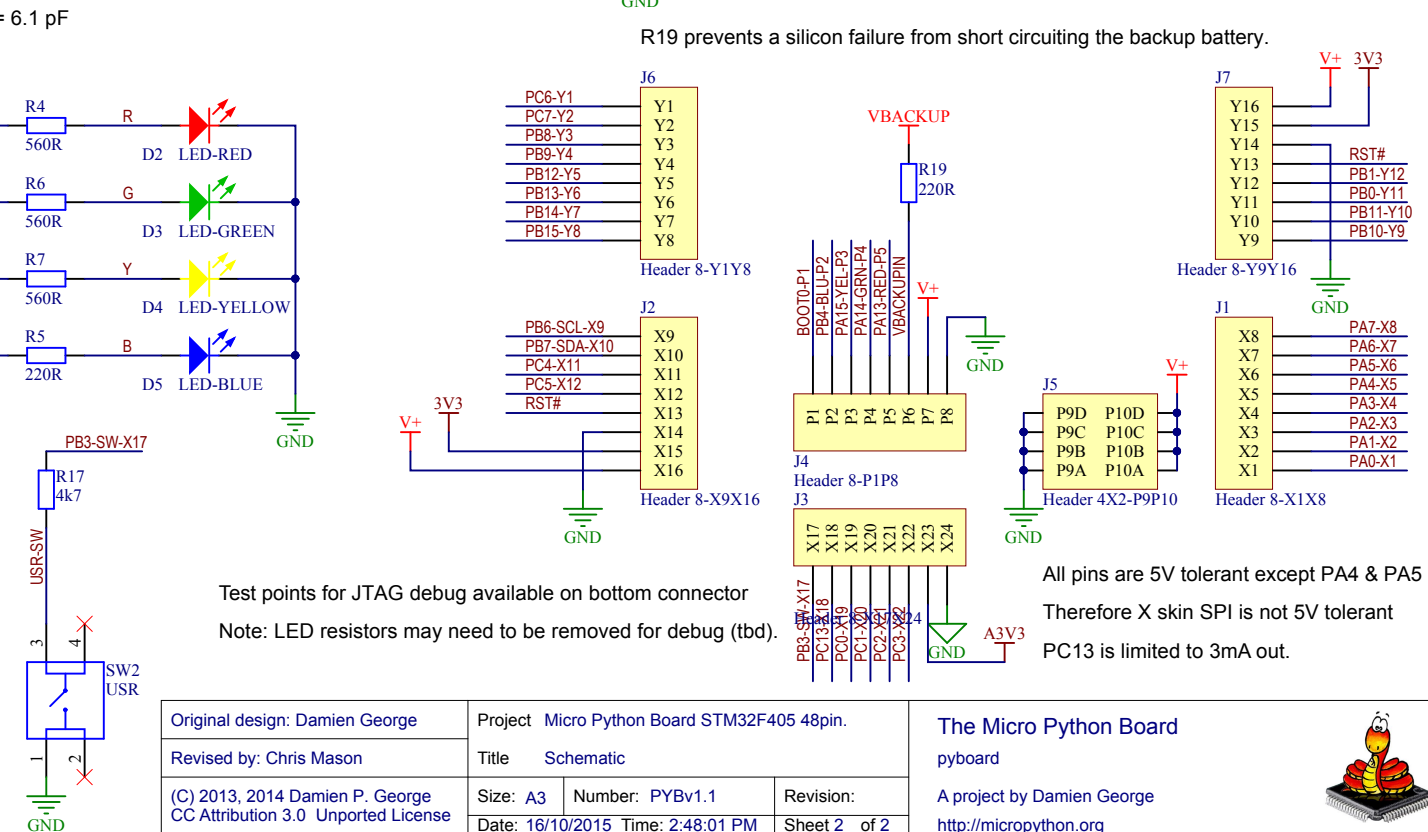 GND
= 6.1 pF
R19 prevents a silicon failure from short circuiting the backup battery.
R4
560R
R
D2 LED-RED
R6
560R
G
D3 LED-GREEN
R7
560R
Y
D4 LED-YELLOW
R5
220R
B
D5 LED-BLUE
GND
J6
PC6-Y1 Y1
PC7-Y2 Y2
PB8-Y3 Y3
PB9-Y4 Y4
PB12-Y5 Y5
PB13-Y6 Y6
PB14-Y7 Y7
PB15-Y8 Y8
Header 8-Y1Y8
J2
PB6-SCL-X9 X9
PB7-SDA-X10 X10
PC4-X11 X11
PC5-X12 X12
RST# X13
X14
X15
X16
3V3
V+
GND
Header 8-X9X16
VBACKUP
R19
220R
BOOT0-P1
PB4-BLU-P2
PA15-YEL-P3
PA14-GRN-P4
PA13-RED-P5
VBACKUPIN
V+
GND
P1
P2
P3
P4
P5
P6
P7
P8
J4
Header 8-P1P8
J3
X17
X18
X19
X20
X21
X22
X23
X24
Header 8-X17X24
PB3-SW-X17
PC13-X18
PC0-X19
PC1-X20
PC2-X21
PC3-X22
GND
A3V3
V+
3V3
J7
Y16
Y15
Y14
Y13 RST#
Y12 PB1-Y12
Y11 PB0-Y11
Y10 PB11-Y10
Y9 PB10-Y9
Header 8-Y9Y16
GND
J1
X8 PA7-X8
X7 PA6-X7
X6 PA5-X6
X5 PA4-X5
X4 PA3-X4
X3 PA2-X3
X2 PA1-X2
X1 PA0-X1
Header 8-X1X8
V+
J5
P9D P10D
P9C P10C
P9B P10B
P9A P10A
Header 4X2-P9P10
GND
PB3-SW-X17
R17
4k7
USR-SW
3
4
SW2
USR
1
2
GND
Test points for JTAG debug available on bottom connector
Note: LED resistors may need to be removed for debug (tbd).
All pins are 5V tolerant except PA4 & PA5
Therefore X skin SPI is not 5V tolerant
PC13 is limited to 3mA out.
Original design: Damien George
Revised by: Chris Mason
(C) 2013, 2014 Damien P. George
CC Attribution 3.0 Unported License
Project Micro Python Board STM32F405 48pin.
Title Schematic
Size: A3 Number: PYBv1.1 Revision:
Date: 16/10/2015 Time: 2:48:01 PM Sheet 2 of 2
The Micro Python Board
pyboard
A project by Damien George
http://micropython.org